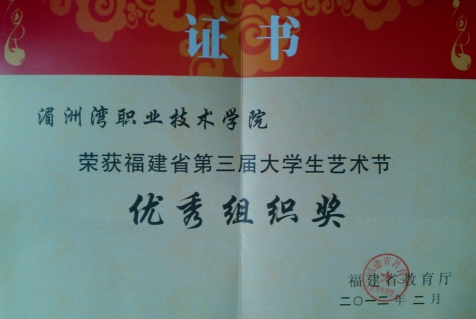 证书
湄洲湾职业技术学院
荣获福建省第三届大学生艺术节
优秀组织奖
福建省教育厅
二〇一二年二月